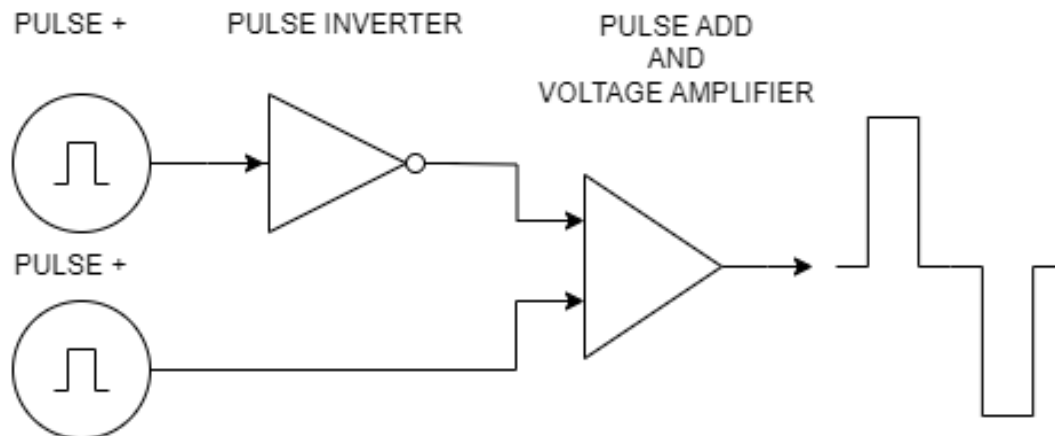 PULSE +
PULSE INVERTER
PULSE ADD
AND
VOLTAGE AMPLIFIER
PULSE +